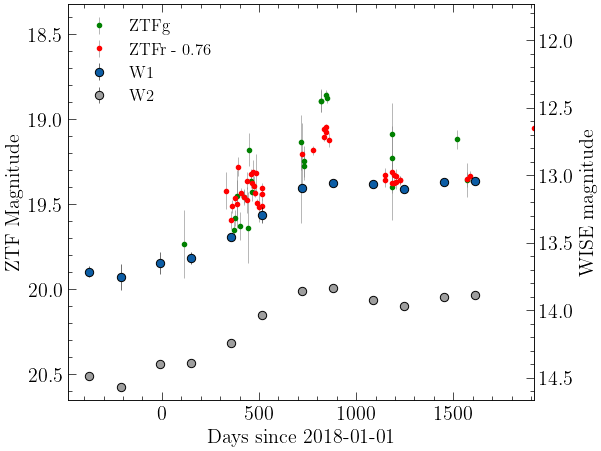 ZTFg
ZTFr - 0.76
W1
W2
18.5
19.0
19.5
20.0
20.5
12.0
12.5
13.0
13.5
14.0
14.5
0
500
1000
1500
ZTF Magnitude
WISE magnitude
Days since 2018-01-01